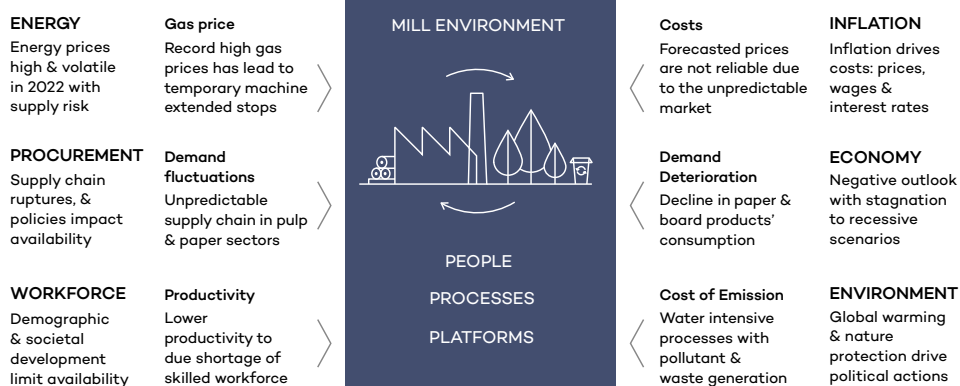 ENERGY
Energy prices
high & volatile
in 2022 with
supply risk
Gas price
Record high gas
prices has lead to
temporary machine
extended stops
PROCUREMENT
Supply chain
ruptures, &
policies impact
availability
Demand
fluctuations
Unpredictable
supply chain in pulp
& paper sectors
WORKFORCE
Demographic
& societal
development
limit availability
Productivity
Lower
productivity to
due shortage of
skilled workforce
MILL ENVIRONMENT
PEOPLE
PROCESSES
PLATFORMS
Costs
Forecasted prices
are not reliable due
to the unpredictable
market
INFLATION
Inflation drives
costs: prices,
wages &
interest rates
Demand
Deterioration
Decline in paper &
board products’
consumption
ECONOMY
Negative outlook
with stagnation
to recessive
scenarios
Cost of Emission
Water intensive
processes with
pollutant &
waste generation
ENVIRONMENT
Global warming
& nature
protection drive
political actions